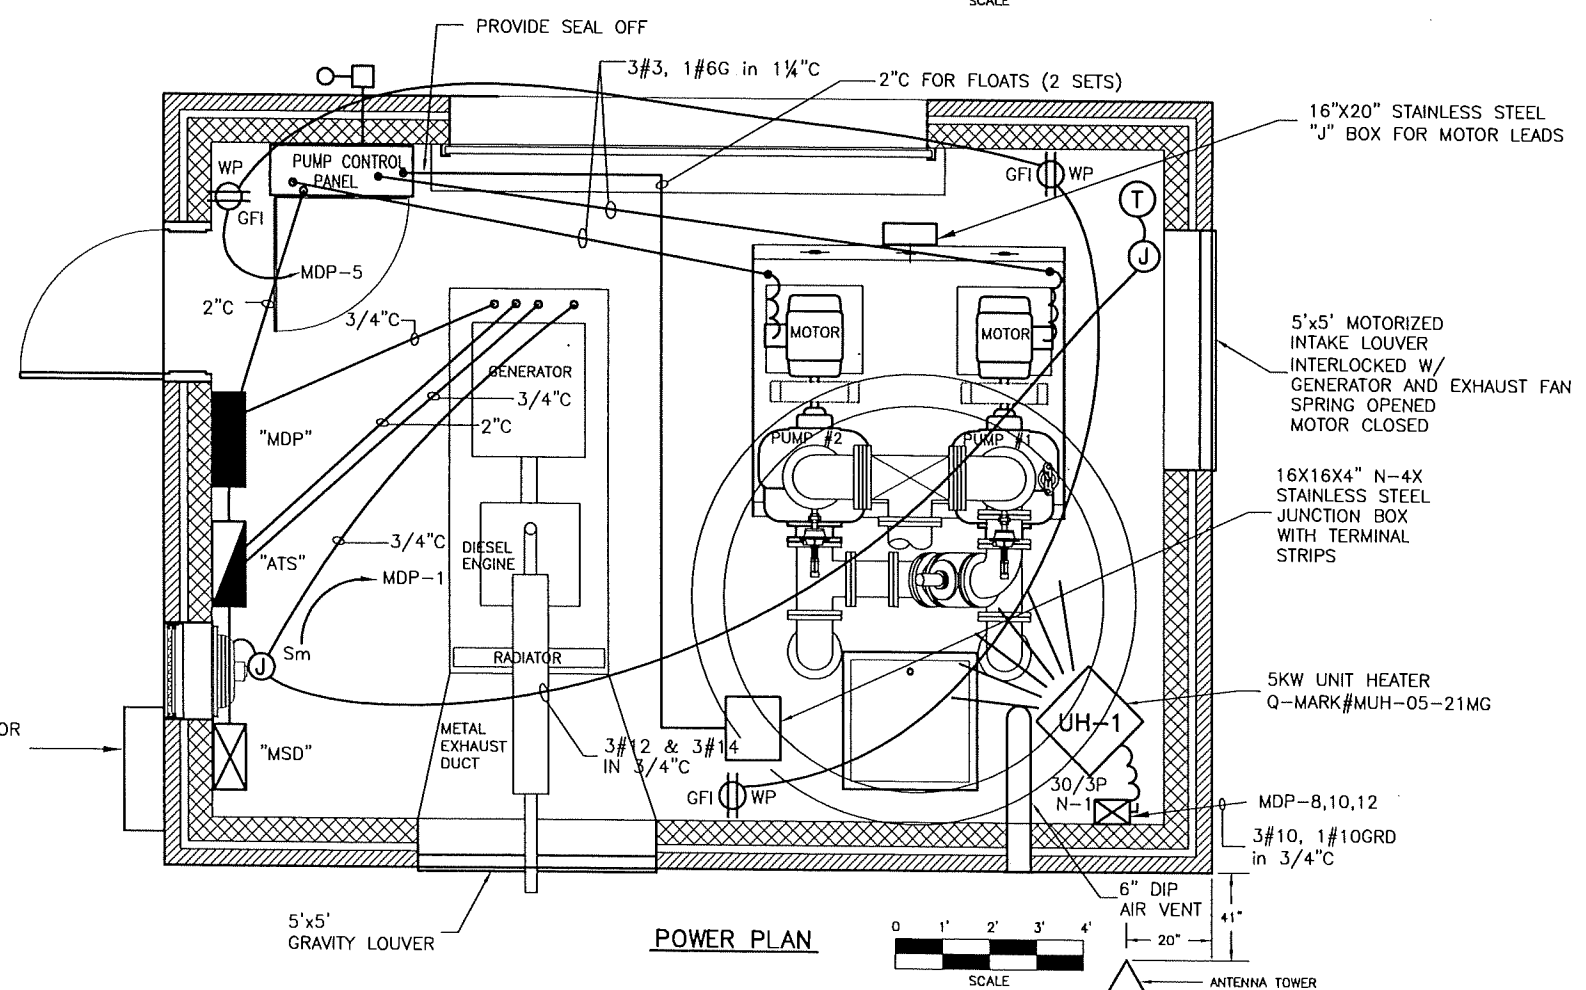 SCALE
PROVIDE SEAL OFF
3#3, 1#6G in 1¼"C
2"C FOR FLOATS (2 SETS)
16"X20" STAINLESS STEEL
"J" BOX FOR MOTOR LEADS
WP
PUMP CONTROL
PANEL
GFI
GFI
WP
T
J
MDP-5
2"C
3/4"C
MOTOR
MOTOR
5'x5' MOTORIZED
INTAKE LOUVER
INTERLOCKED W/
GENERATOR AND EXHAUST FAN
SPRING OPENED
MOTOR CLOSED
GENERATOR
3/4"C
2"C
"MDP"
PUMP #2
PUMP #1
16X16X4" N-4X
STAINLESS STEEL
JUNCTION BOX
WITH TERMINAL
STRIPS
3/4"C
DIESEL
ENGINE
"ATS"
MDP-1
Sm
J
RADIATOR
5KW UNIT HEATER
Q-MARK#MUH-05-21MG
UH-1
OR
METAL
EXHAUST
DUCT
"MSD"
3#12 & 3#14
IN 3/4"C
GFI
WP
30/3P
N-1
MDP-8,10,12
3#10, 1#10GRD
in 3/4"C
6" DIP
AIR VENT
41"
20"
5'x5'
GRAVITY LOUVER
POWER PLAN
0 1' 2' 3' 4'
SCALE
ANTENNA TOWER